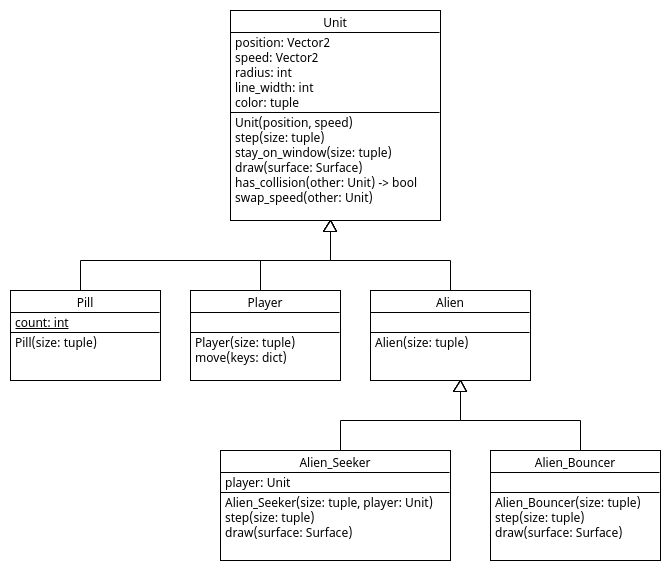 Unit
position: Vector2
speed: Vector2
radius: int
line_width: int
color: tuple
Unit(position, speed)
step(size: tuple)
stay_on_window(size: tuple)
draw(surface: Surface)
has_collision(other: Unit) -> bool
swap_speed(other: Unit)
Pill
count: int
Pill(size: tuple)
Player
Player(size: tuple)
move(keys: dict)
Alien
Alien(size: tuple)
Alien_Seeker
player: Unit
Alien_Seeker(size: tuple, player: Unit)
step(size: tuple)
draw(surface: Surface)
Alien_Bouncer
Alien_Bouncer(size: tuple)
step(size: tuple)
draw(surface: Surface)